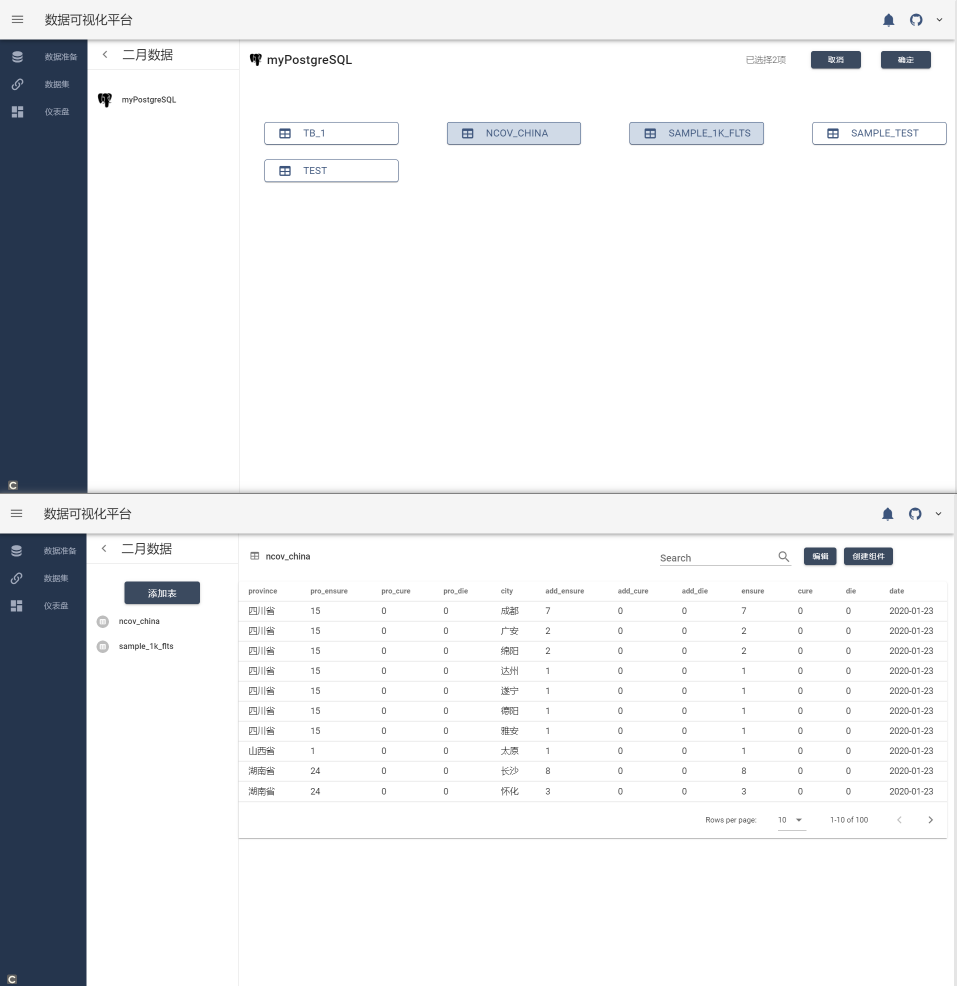 数据可视化平台
数据准备
数据集
仪表盘
二月数据
myPostgreSQL
myPostgreSQL
已选择2项
取消
确定
TB_1
NCOV_CHINA
SAMPLE_1K_FLTS
SAMPLE_TEST
TEST
C
数据可视化平台
数据准备
数据集
仪表盘
二月数据
添加表
ncov_china
sample_1k_flts
ncov_china
Search
编辑
创建组件
province pro_ensure pro_cure pro_die city add_ensure add_cure add_die ensure cure die date
四川省 15 0 0 成都 7 0 0 7 0 0 2020-01-23
四川省 15 0 0 广安 2 0 0 2 0 0 2020-01-23
四川省 15 0 0 绵阳 2 0 0 2 0 0 2020-01-23
四川省 15 0 0 达州 1 0 0 1 0 0 2020-01-23
四川省 15 0 0 遂宁 1 0 0 1 0 0 2020-01-23
四川省 15 0 0 德阳 1 0 0 1 0 0 2020-01-23
四川省 15 0 0 雅安 1 0 0 1 0 0 2020-01-23
山西省 1 0 0 太原 1 0 0 1 0 0 2020-01-23
湖南省 24 0 0 长沙 8 0 0 8 0 0 2020-01-23
湖南省 24 0 0 怀化 3 0 0 3 0 0 2020-01-23
Rows per page: 10 1-10 of 100
C